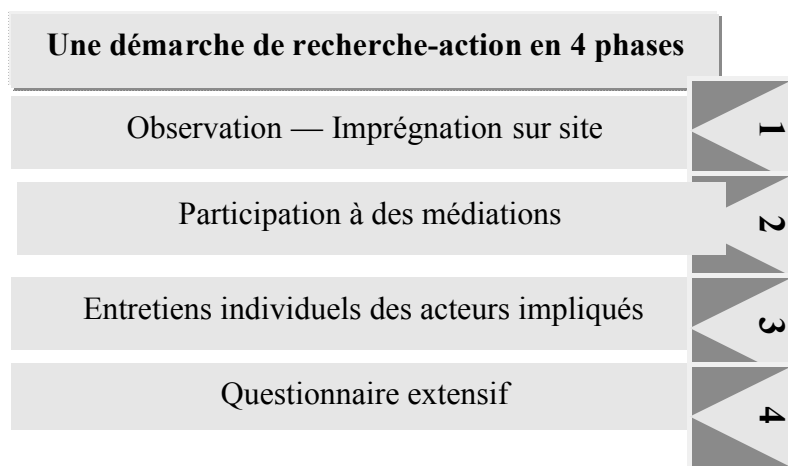 Une démarche de recherche-action en 4 phases
Observation — Imprégnation sur site
1
Participation à des médiations
2
Entretiens individuels des acteurs impliqués
3
Questionnaire extensif
4